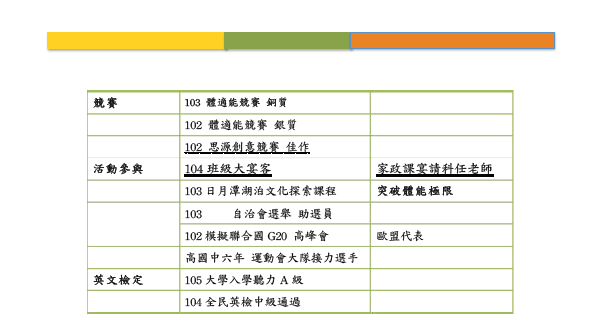 競賽 103 體適能競賽 銅質
102 體適能競賽 銀質
102 思源創意競賽 佳作
活動參與 104 班級大宴客 家政課宴請科任老師
103 日月潭湖泊文化探索課程 突破體能極限
103 自治會選舉 助選員
102 模擬聯合國 G20 高峰會 歐盟代表
高國中六年 運動會大隊接力選手
英文檢定 105 大學入學聽力 A 級
104 全民英檢中級通過